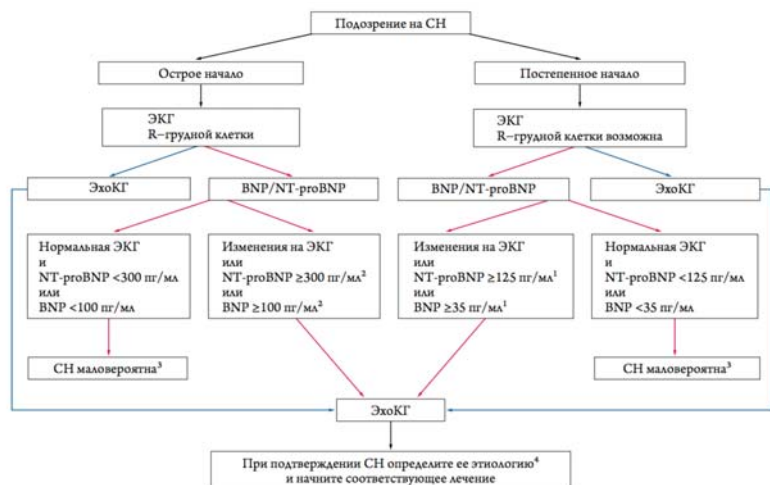 Подозрение на СН
Острое начало
Постепенное начало
ЭКГ
R–грудной клетки
ЭКГ
R–грудной клетки возможна
ЭхоКГ
BNP/NT-proBNP
BNP/NT-proBNP
ЭхоКГ
Нормальная ЭКГ
и
NT-proBNP <300 пг/мл
или
BNP <100 пг/мл
Изменения на ЭКГ
или
NT-proBNP ≥300 пг/мл²
или
BNP ≥100 пг/мл²
Изменения на ЭКГ
или
NT-proBNP ≥125 пг/мл¹
или
BNP ≥35 пг/мл¹
Нормальная ЭКГ
и
NT-proBNP <125 пг/мл
или
BNP <35 пг/мл
СН маловероятна³
СН маловероятна³
ЭхоКГ
При подтверждении СН определите ее этиологию⁴
и начните соответствующее лечение